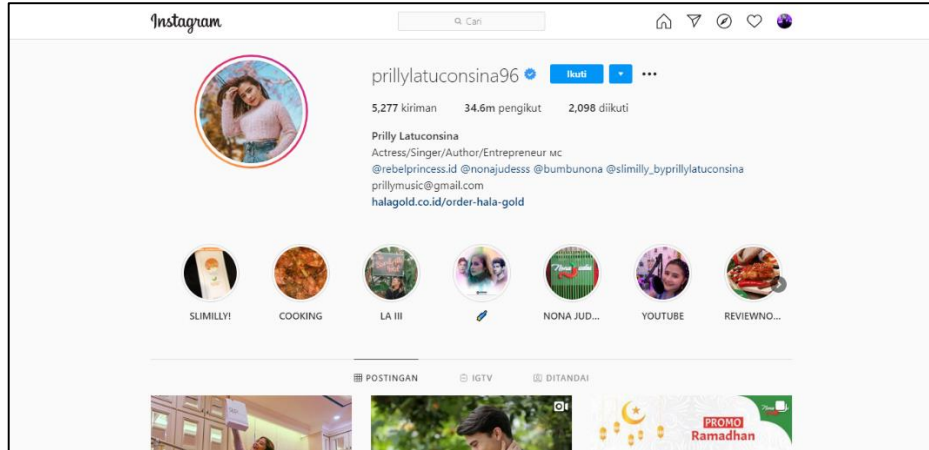 Instagram
Cari
prillylatuconsina96
Ikuti
5,277 kiriman 34.6m pengikut 2,098 diikuti
Prilly Latuconsina
Actress/Singer/Author/Entrepreneur ᴍᴄ
@rebelprincess.id @nonajudesss @bumbunona @slimilly_byprillylatuconsina
prillymusic@gmail.com
halagold.co.id/order-hala-gold
SLIMILLY! COOKING LA III NONA JUD... YOUTUBE REVIEWNO...
POSTINGAN IGTV DITANDAI
PROMO
Ramadhan